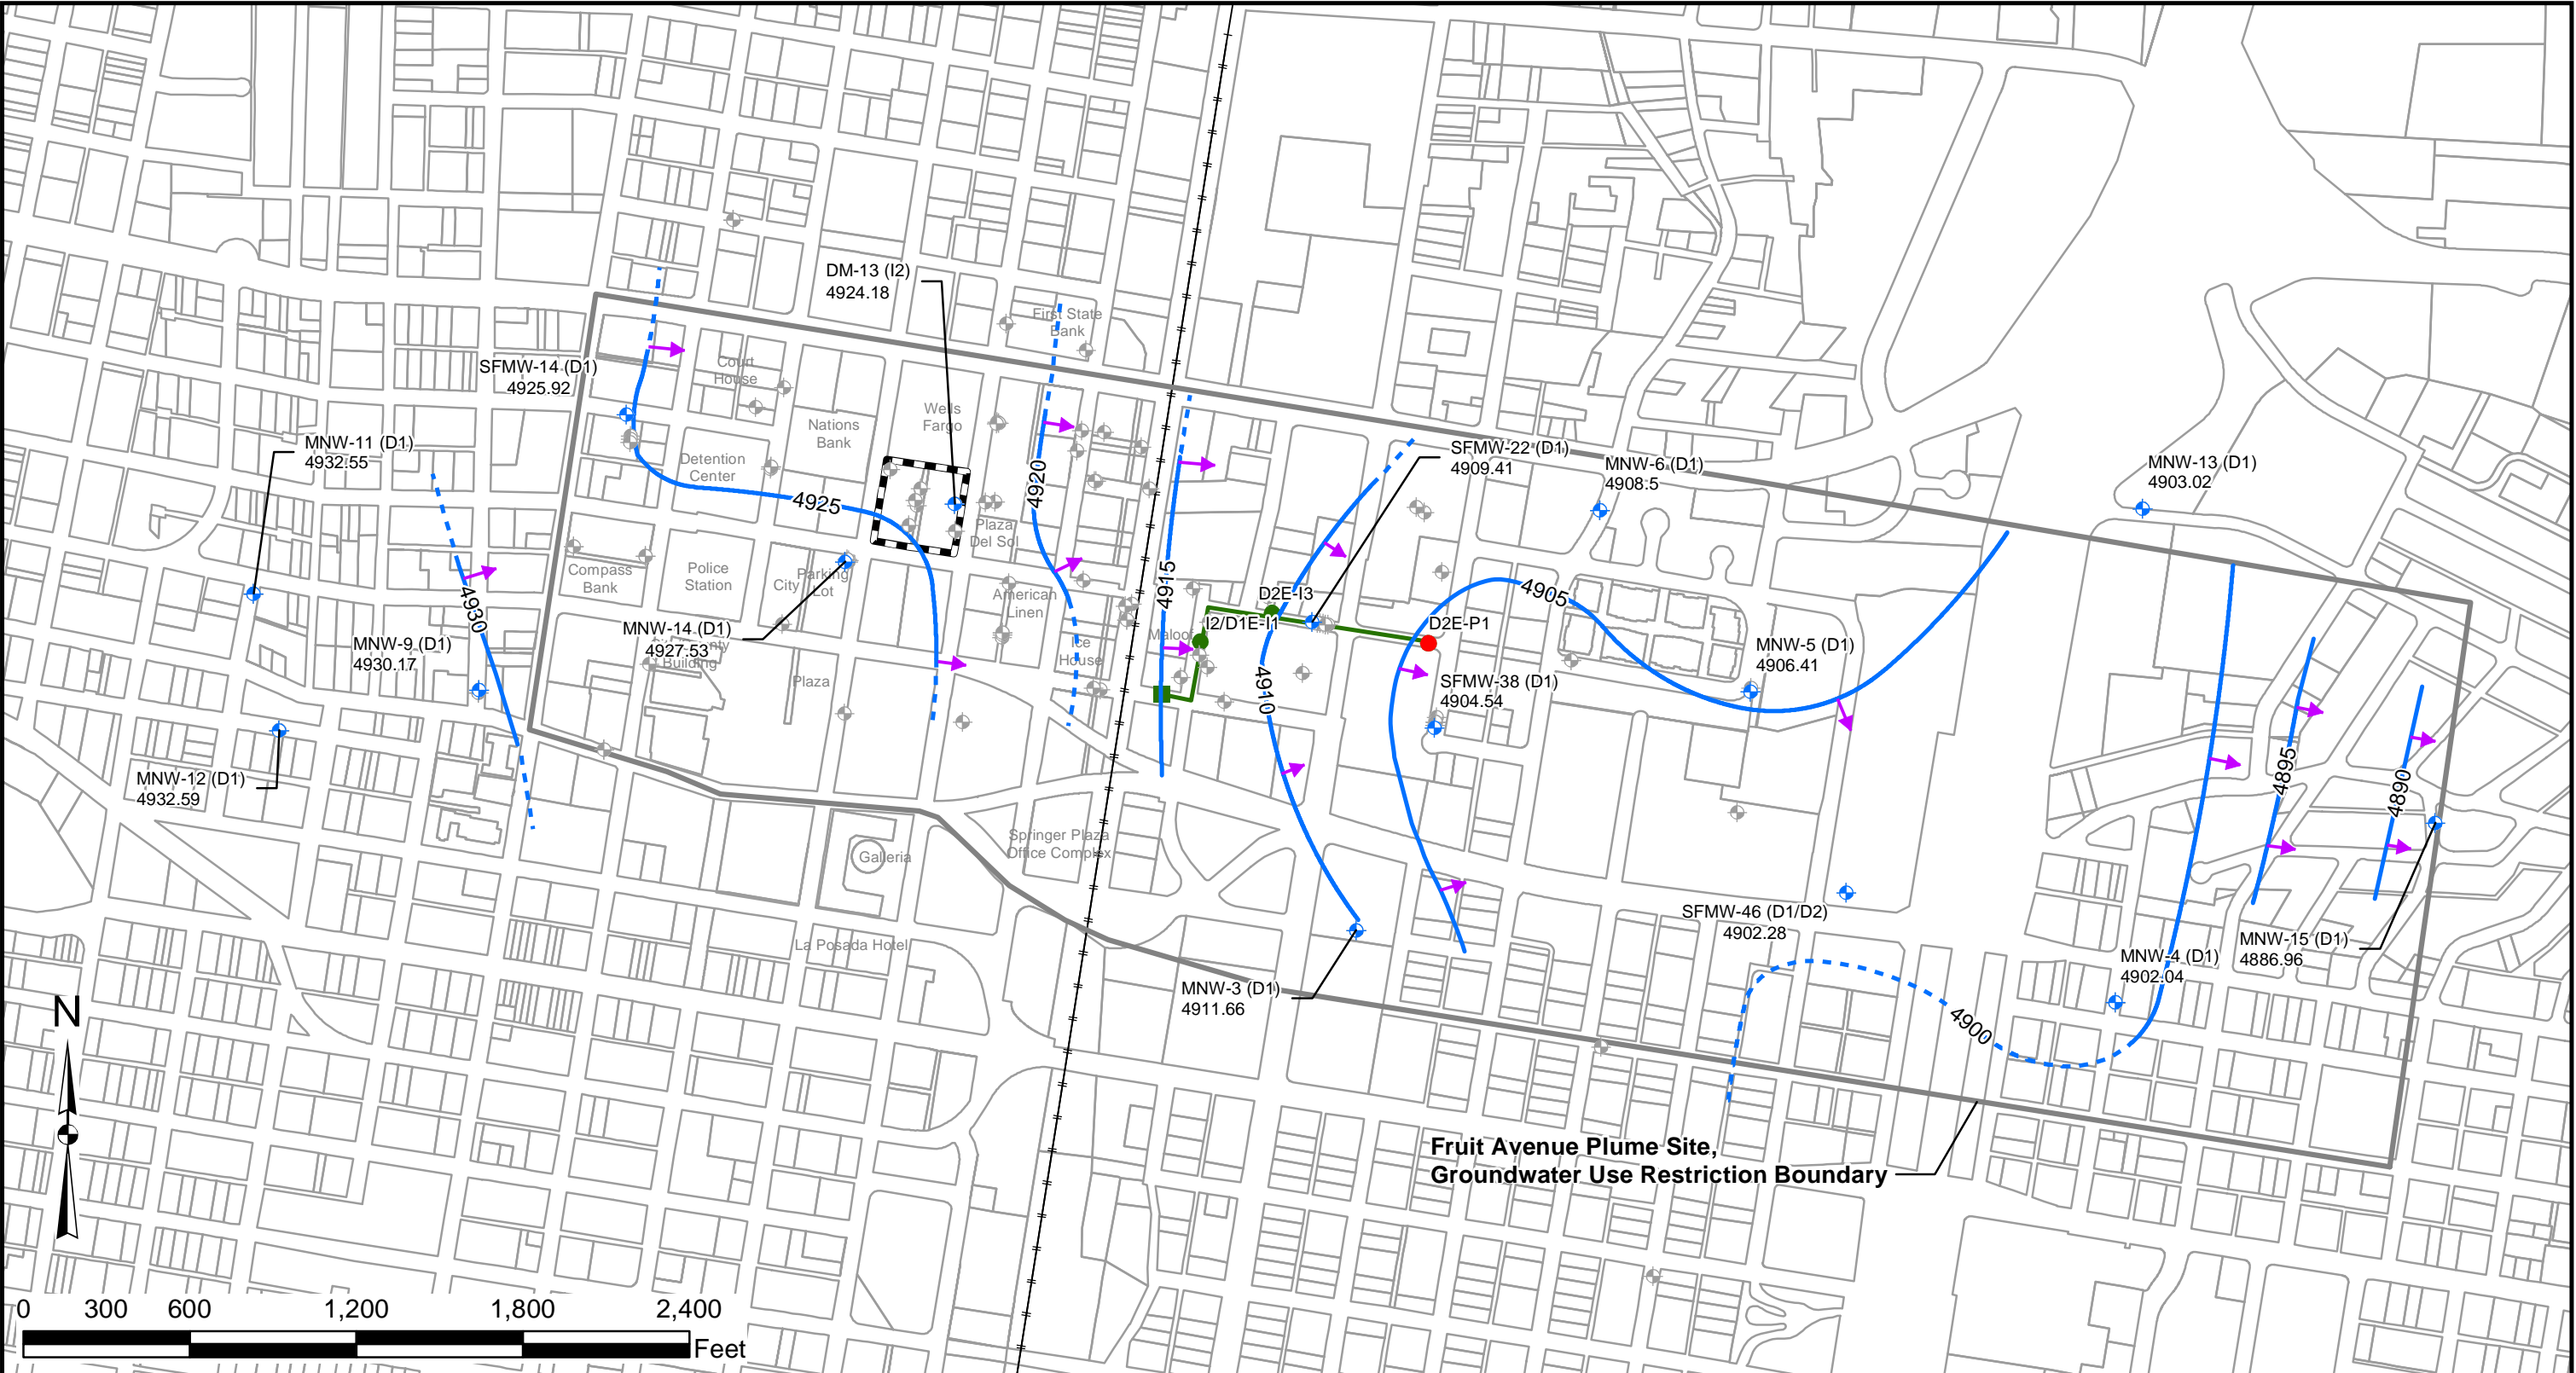 DM-13 (I2)
4924.18
First State
Bank
SFMW-14 (D1)
4925.92
Court
House
Wells
Fargo
Nations
Bank
MNW-11 (D1)
4932.55
Detention
Center
4925
4920
Plaza
Del Sol
SFMW-22 (D1)
4909.41
MNW-6 (D1)
4908.5
MNW-13 (D1)
4903.02
Compass
Bank
Police
Station
City Parking
Lot
American
Linen
4915
4930
D2E-I3
I2/D1E-I1
D2E-P1
4905
MNW-9 (D1)
4930.17
MNW-14 (D1)
4927.53
Building
Plaza
Ice
House
Maloof
4910
SFMW-38 (D1)
4904.54
MNW-5 (D1)
4906.41
MNW-12 (D1)
4932.59
4895
4890
Galleria
Springer Plaza
Office Complex
La Posada Hotel
SFMW-46 (D1/D2)
4902.28
MNW-4 (D1)
4902.04
MNW-15 (D1)
4886.96
MNW-3 (D1)
4911.66
4900
N
Fruit Avenue Plume Site,
Groundwater Use Restriction Boundary
0 300 600 1,200 1,800 2,400
Feet